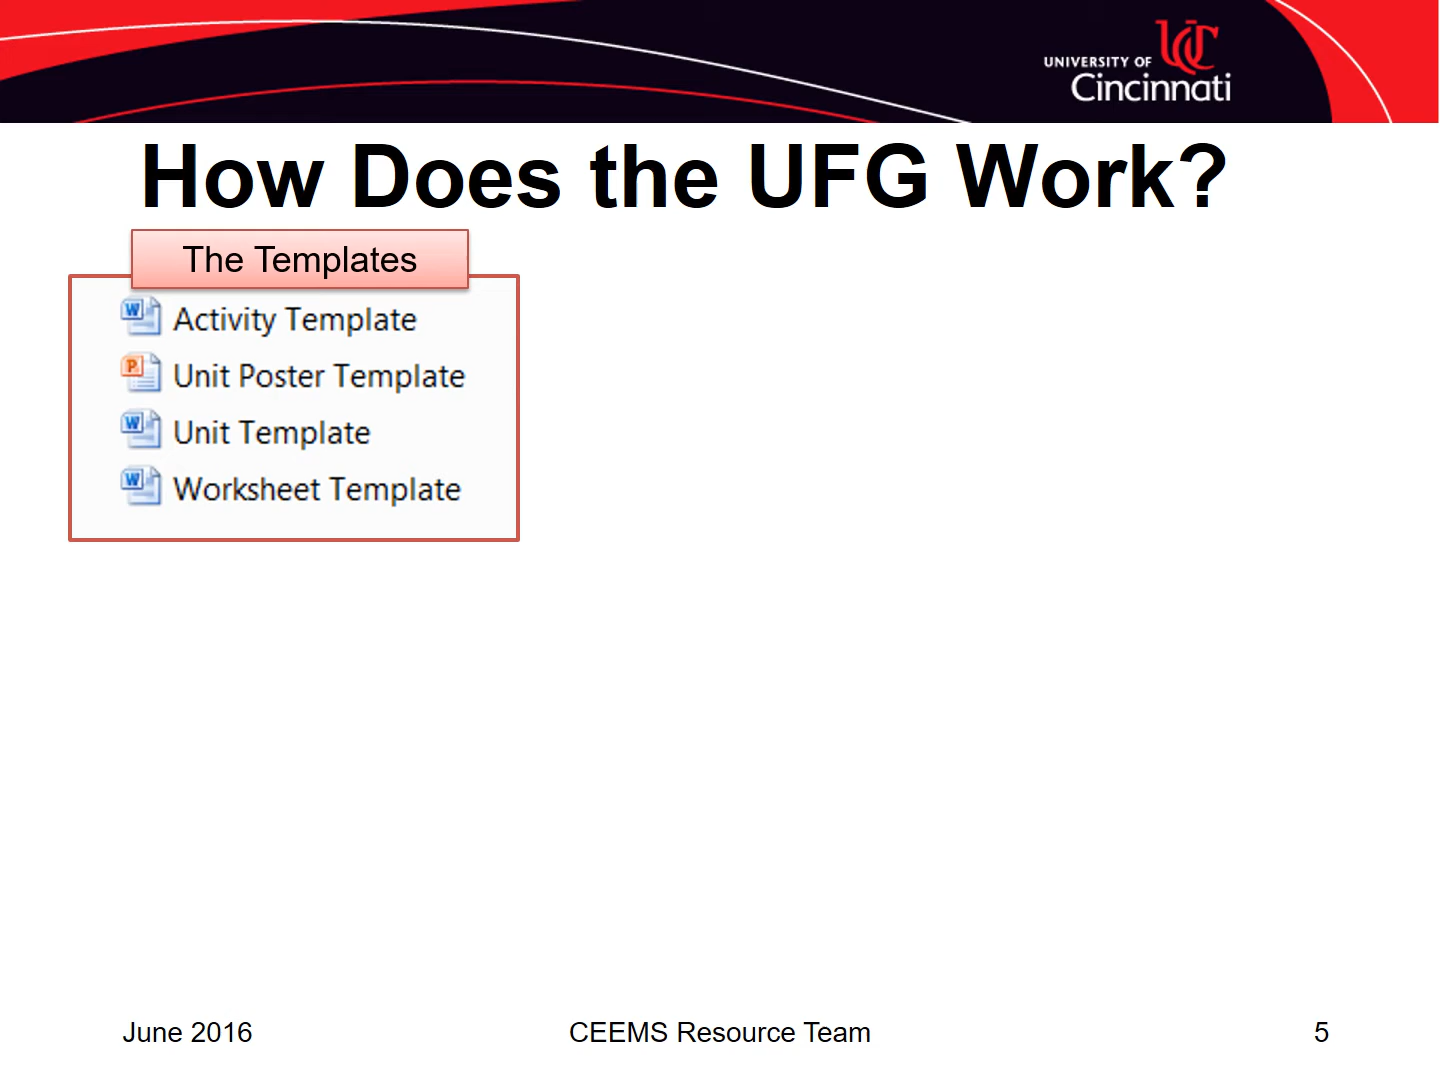 UNIVERSITY OF UC
Cincinnati
How Does the UFG Work?
The Templates
Activity Template
Unit Poster Template
Unit Template
Worksheet Template
June 2016 CEEMS Resource Team 5